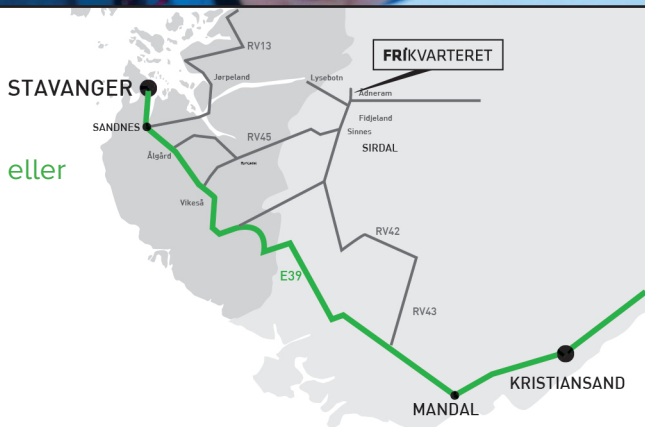 RV13
FRÍKVARTERET
Jørpeland
Lysebotn
STAVANGER
Ådneram
Fidjeland
SANDNES
RV45
Sinnes
SIRDAL
Ålgård
eller
Vikeså
RV42
E39
RV43
KRISTIANSAND
MANDAL